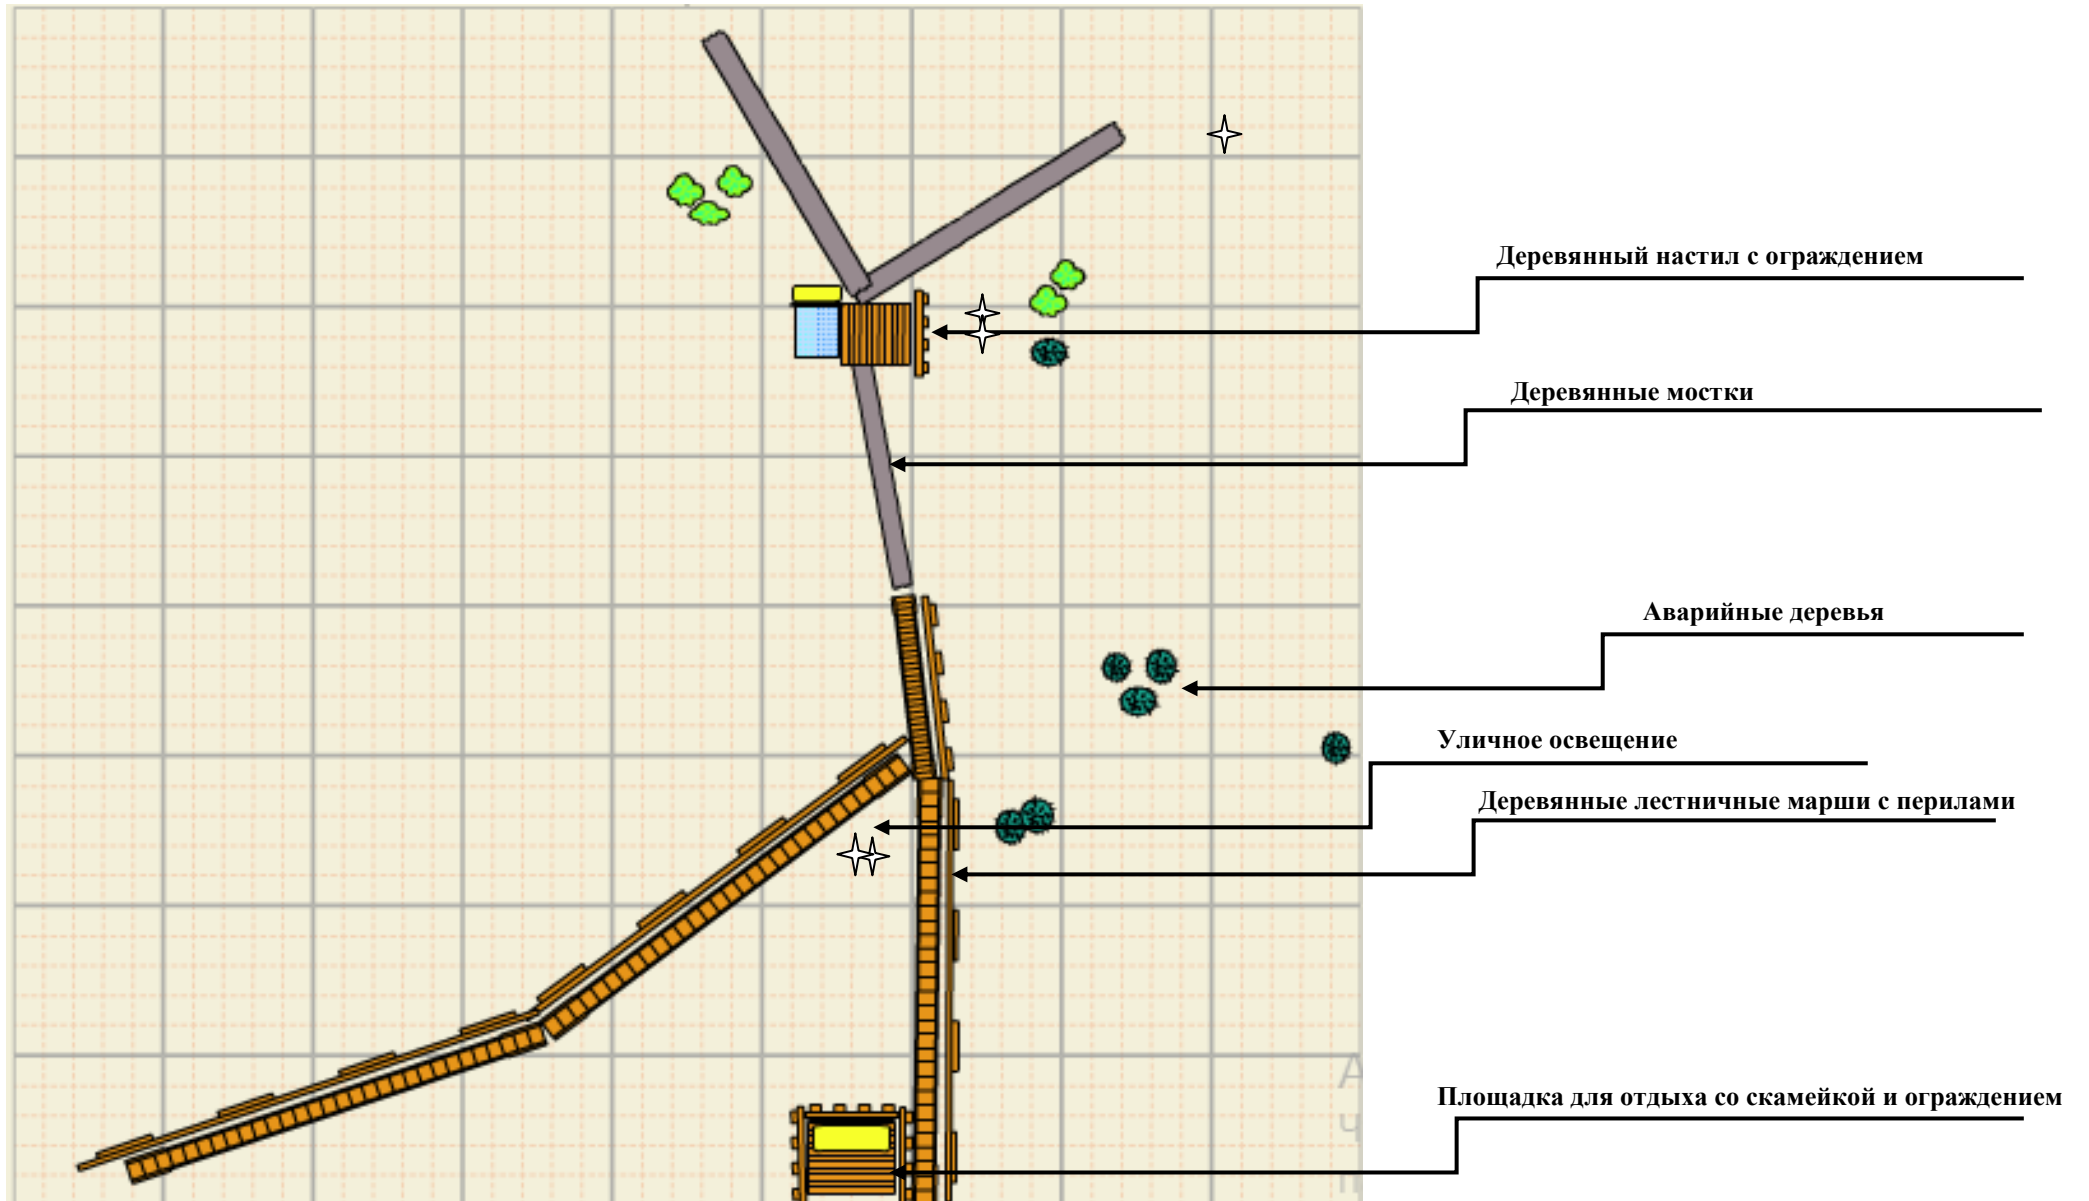 Деревянный настил с ограждением
Деревянные мостки
Аварийные деревья
Уличное освещение
Деревянные лестничные марши с перилами
Площадка для отдыха со скамейкой и ограждением